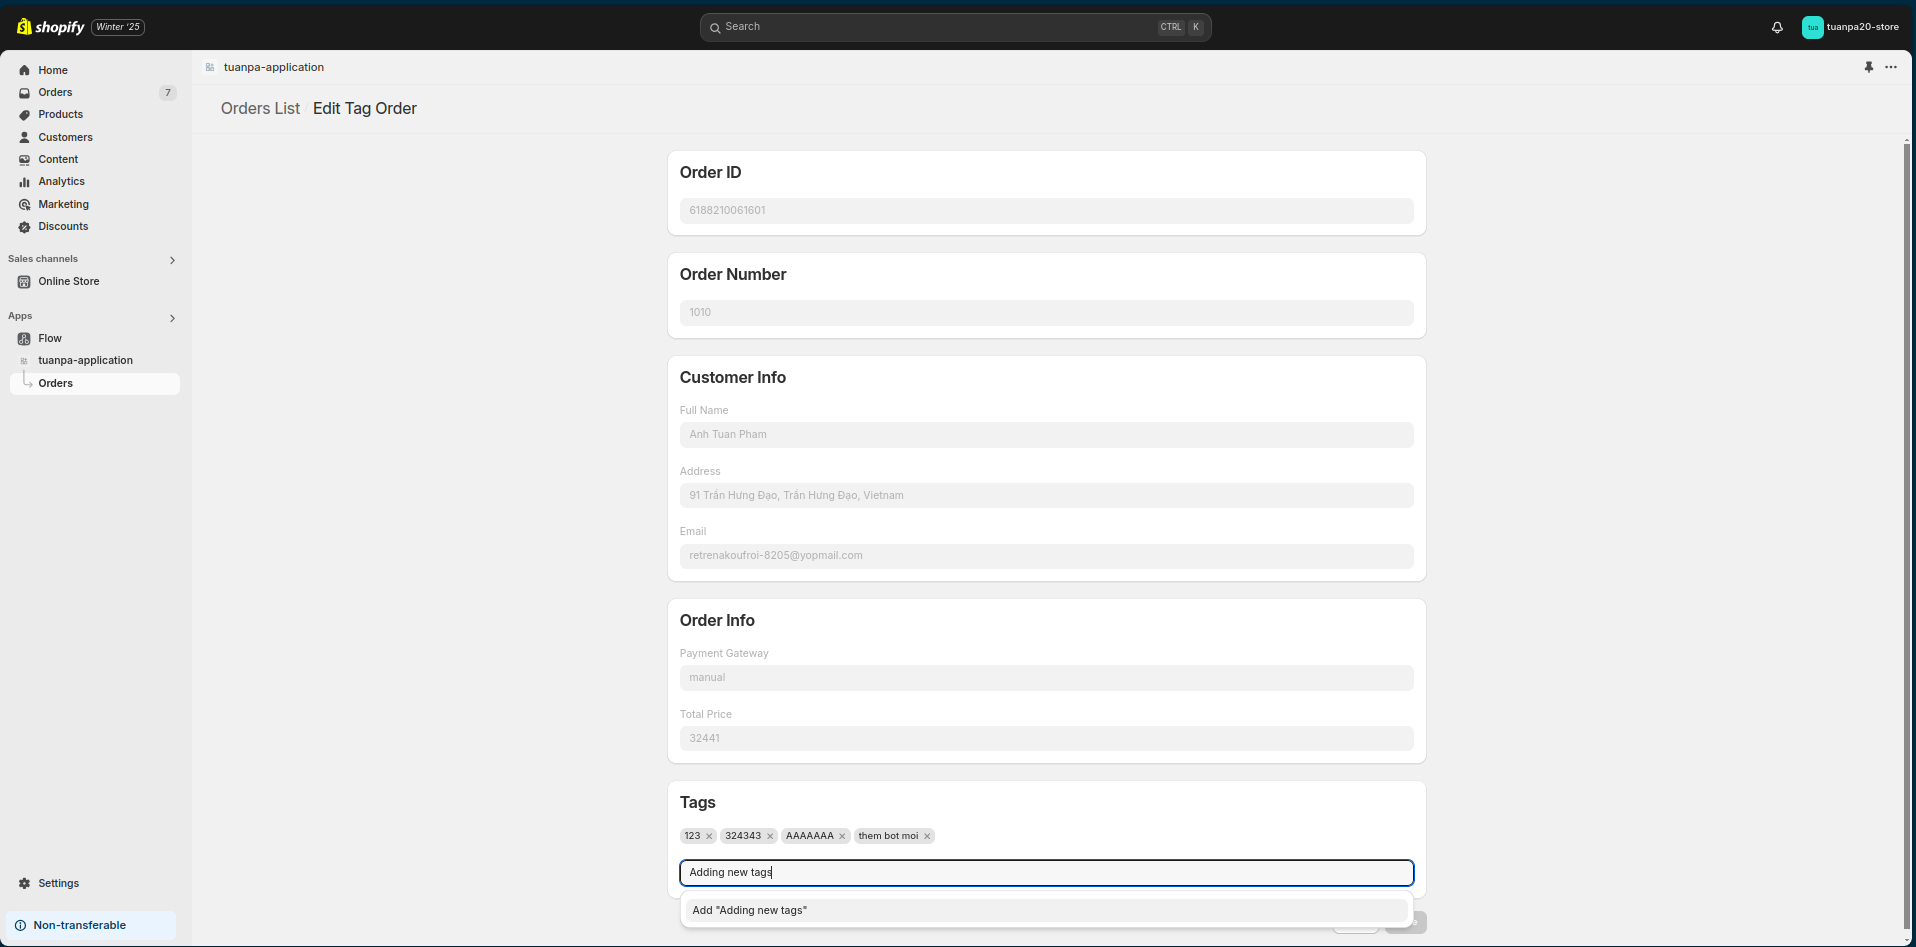 shopify Winter '25
Search CTRL K
tua tuanpa20-store
Home
Orders 7
Products
Customers
Content
Analytics
Marketing
Discounts
Sales channels
Online Store
Apps
Flow
tuanpa-application
Orders
Settings
Non-transferable
tuanpa-application
Orders List Edit Tag Order
Order ID
6188210061601
Order Number
1010
Customer Info
Full Name
Anh Tuan Pham
Address
91 Trần Hưng Đạo, Trần Hưng Đạo, Vietnam
Email
retrenakoufroi-8205@yopmail.com
Order Info
Payment Gateway
manual
Total Price
32441
Tags
123 324343 AAAAAAA them bot moi
Adding new tags
Add "Adding new tags"